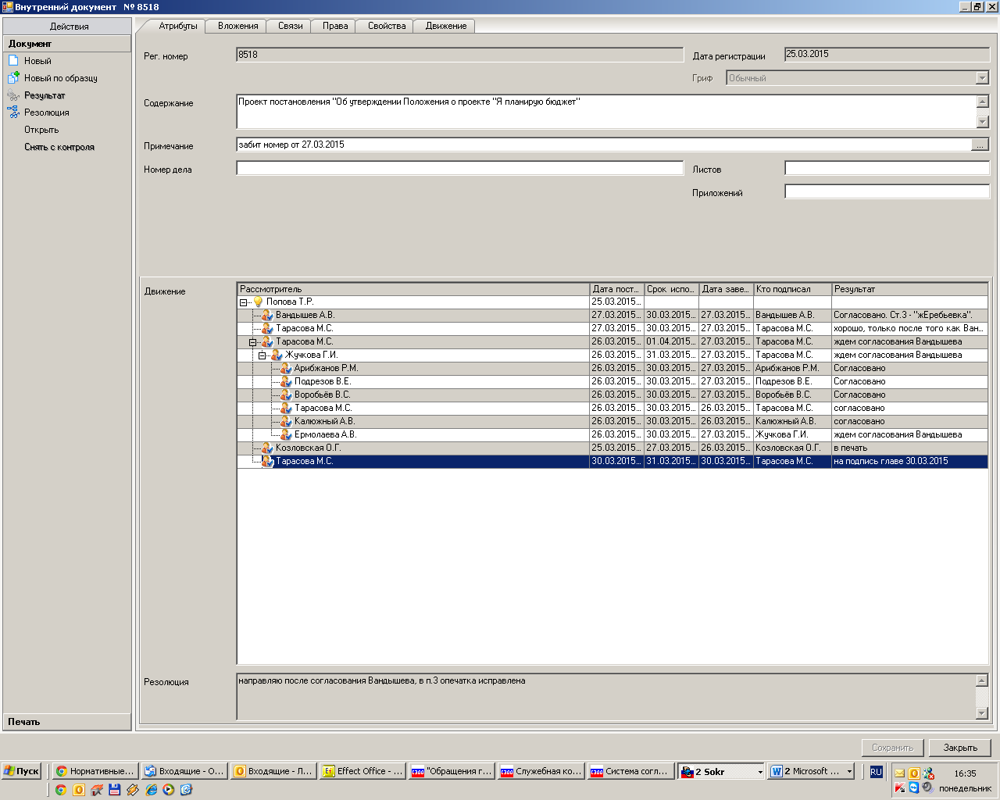 Внутренний документ № 8518
Действия
Документ
Новый
Новый по образцу
Результат
Резолюция
Открыть
Снять с контроля
Печать
Атрибуты Вложения Связи Права Свойства Движение
Рег. номер 8518 Дата регистрации 25.03.2015
Гриф Обычный
Содержание Проект постановления "Об утверждении Положения о проекте "Я планирую бюджет"
Примечание забит номер от 27.03.2015 ...
Номер дела Листов
Приложений
Движение
Рассмотритель Дата пост... Срок испо... Дата заве... Кто подписал Результат
Попова Т.Р. 25.03.2015...
Вандышев А.В. 27.03.2015... 30.03.2015... 27.03.2015... Вандышев А.В. Согласовано. Ст.3 - "жЕребьевка".
Тарасова М.С. 27.03.2015... 30.03.2015... 27.03.2015... Тарасова М.С. хорошо, только после того как Ван...
Тарасова М.С. 26.03.2015... 01.04.2015... 27.03.2015... Тарасова М.С. ждем согласования Вандышева
Жучкова Г.И. 26.03.2015... 31.03.2015... 27.03.2015... Тарасова М.С. ждем согласования Вандышева
Арибжанов Р.М. 26.03.2015... 30.03.2015... 27.03.2015... Арибжанов Р.М. Согласовано
Подрезов В.Е. 26.03.2015... 30.03.2015... 27.03.2015... Подрезов В.Е. Согласовано
Воробьёв В.С. 26.03.2015... 30.03.2015... 27.03.2015... Воробьёв В.С. Согласовано
Тарасова М.С. 26.03.2015... 30.03.2015... 26.03.2015... Тарасова М.С. согласовано
Калюжный А.В. 26.03.2015... 30.03.2015... 26.03.2015... Калюжный А.В. согласовано
Ермолаева А.В. 26.03.2015... 30.03.2015... 27.03.2015... Жучкова Г.И. ждем согласования Вандышева
Козловская О.Г. 25.03.2015... 27.03.2015... 26.03.2015... Козловская О.Г. в печать
Тарасова М.С. 30.03.2015... 31.03.2015... 30.03.2015... Тарасова М.С. на подпись главе 30.03.2015
Резолюция направляю после согласования Вандышева, в п.3 опечатка исправлена
Сохранить Закрыть
Пуск Нормативные... Входящие - О... Входящие - Л... Effect Office - ... "Обращения г... Служебная ко... Система согл... 2 Sokr 2 Microsoft ... RU 16:35
понедельник